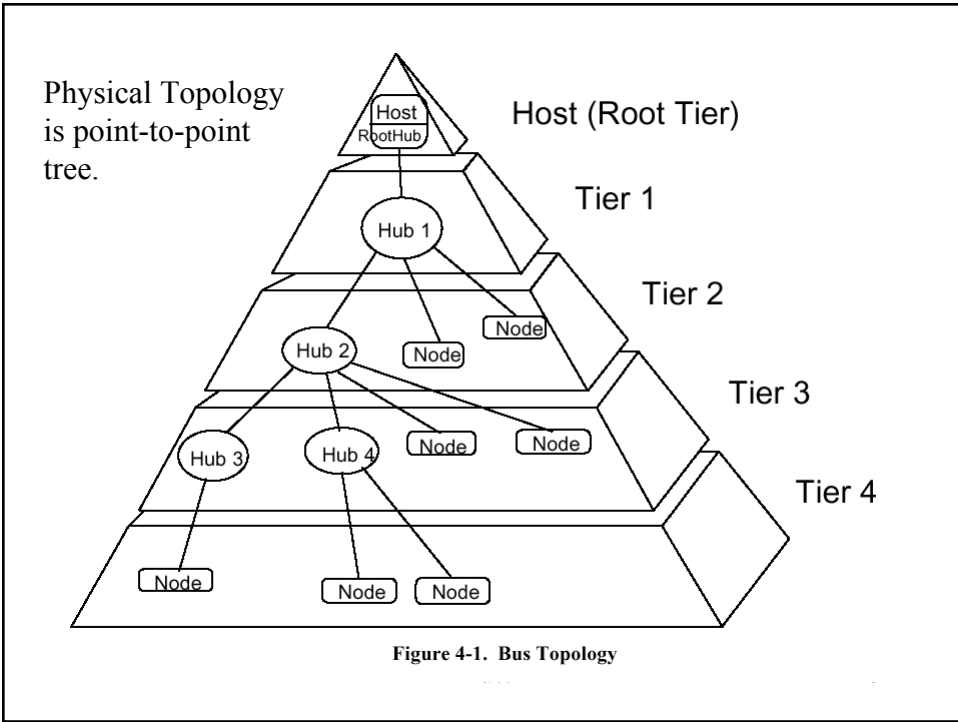 Physical Topology
is point-to-point
tree.
Host
RootHub
Host (Root Tier)
Hub 1
Tier 1
Hub 2
Node
Node
Tier 2
Hub 3
Hub 4
Node
Node
Tier 3
Node
Node
Node
Tier 4
Figure 4-1. Bus Topology